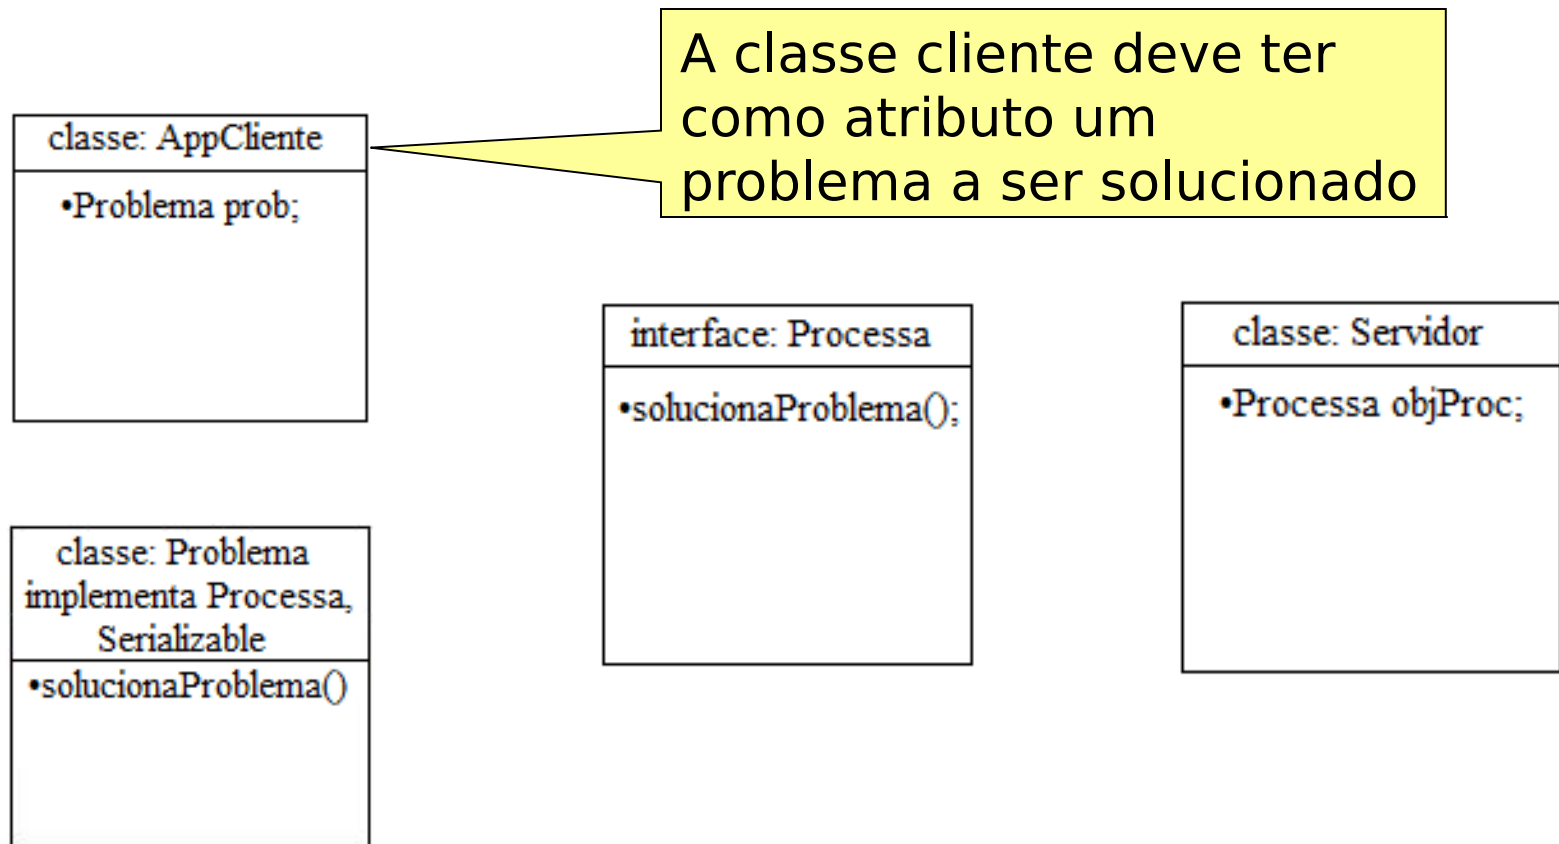 A classe cliente deve ter
como atributo um
problema a ser solucionado
classe: AppCliente
•Problema prob;
interface: Processa
•solucionaProblema();
classe: Servidor
•Processa objProc;
classe: Problema
implementa Processa,
Serializable
•solucionaProblema()